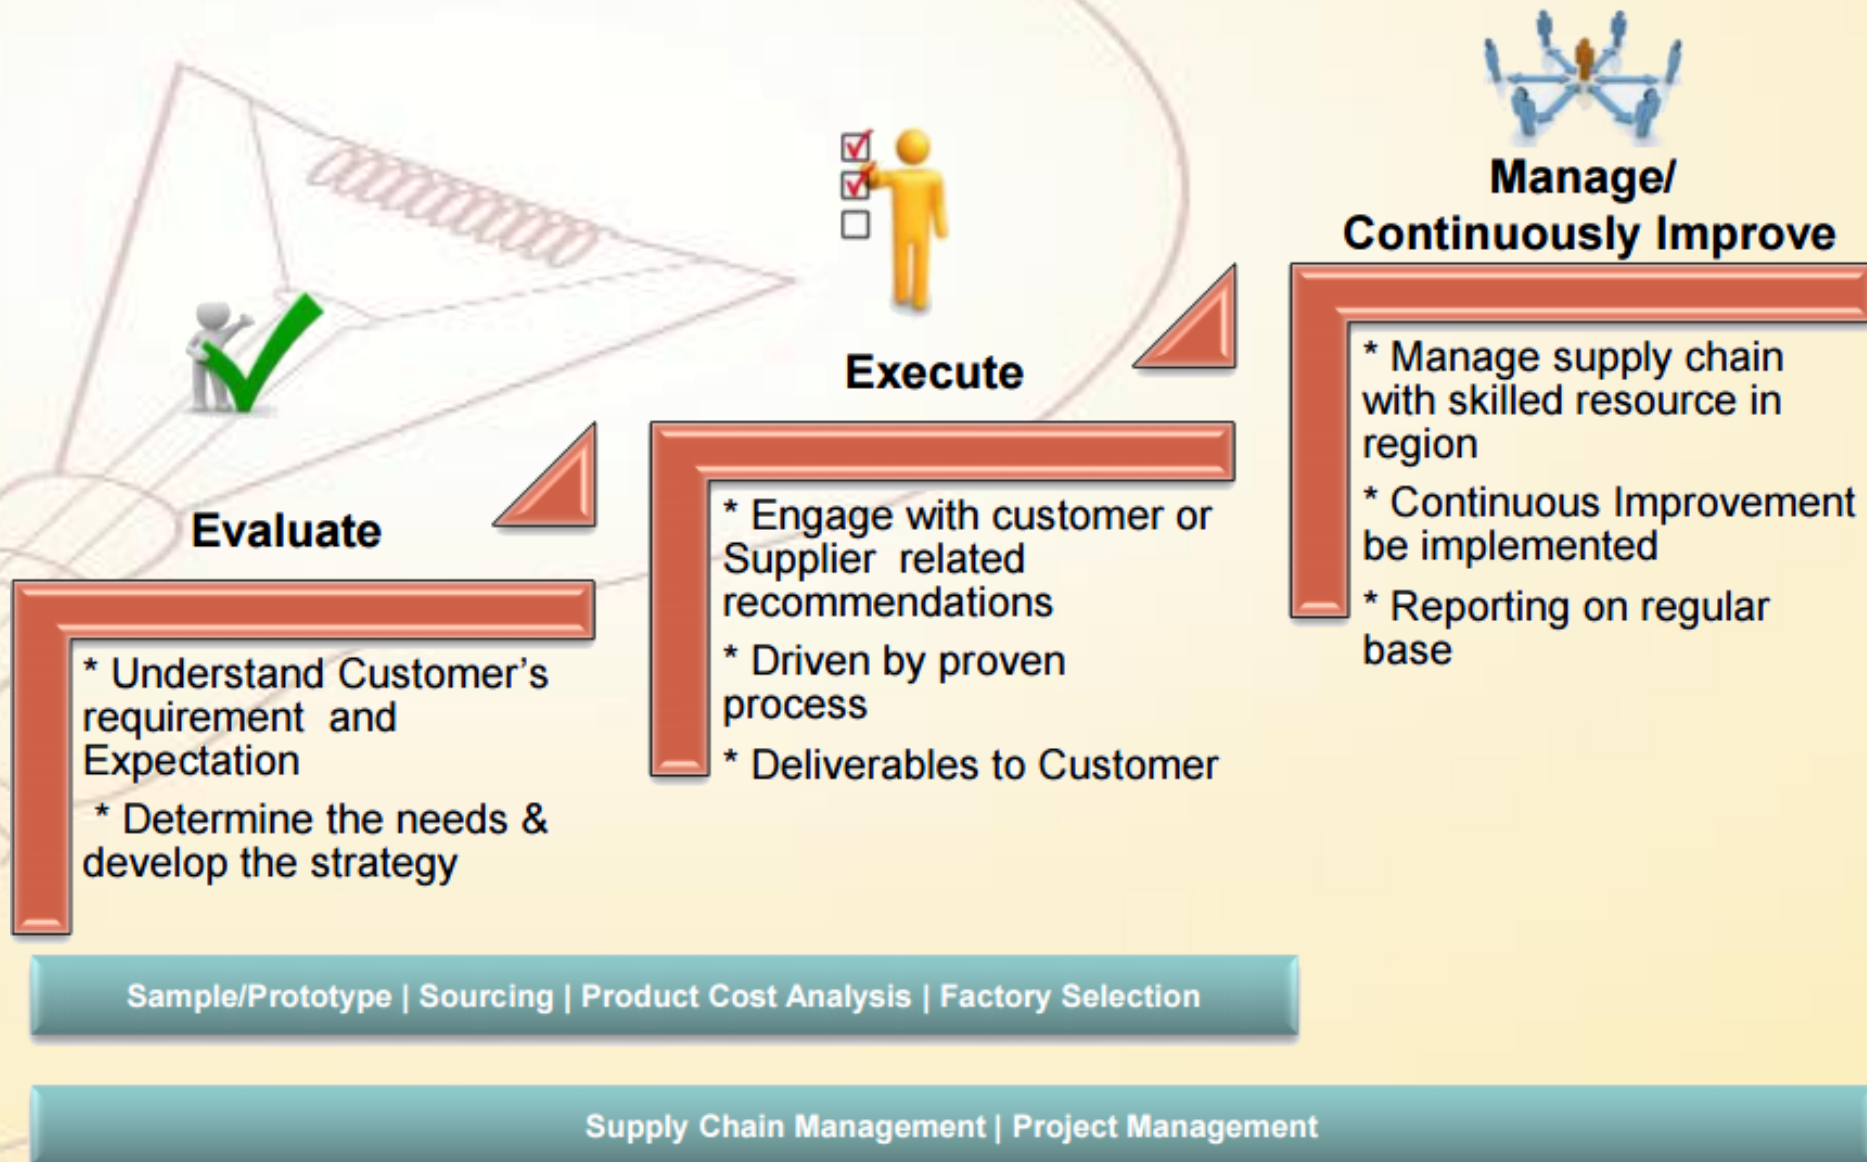 Evaluate
* Understand Customer's
requirement and
Expectation
* Determine the needs &
develop the strategy
Execute
* Engage with customer or
Supplier related
recommendations
* Driven by proven
process
* Deliverables to Customer
Manage/
Continuously Improve
* Manage supply chain
with skilled resource in
region
* Continuous Improvement
be implemented
* Reporting on regular
base
Sample/Prototype | Sourcing | Product Cost Analysis | Factory Selection
Supply Chain Management | Project Management